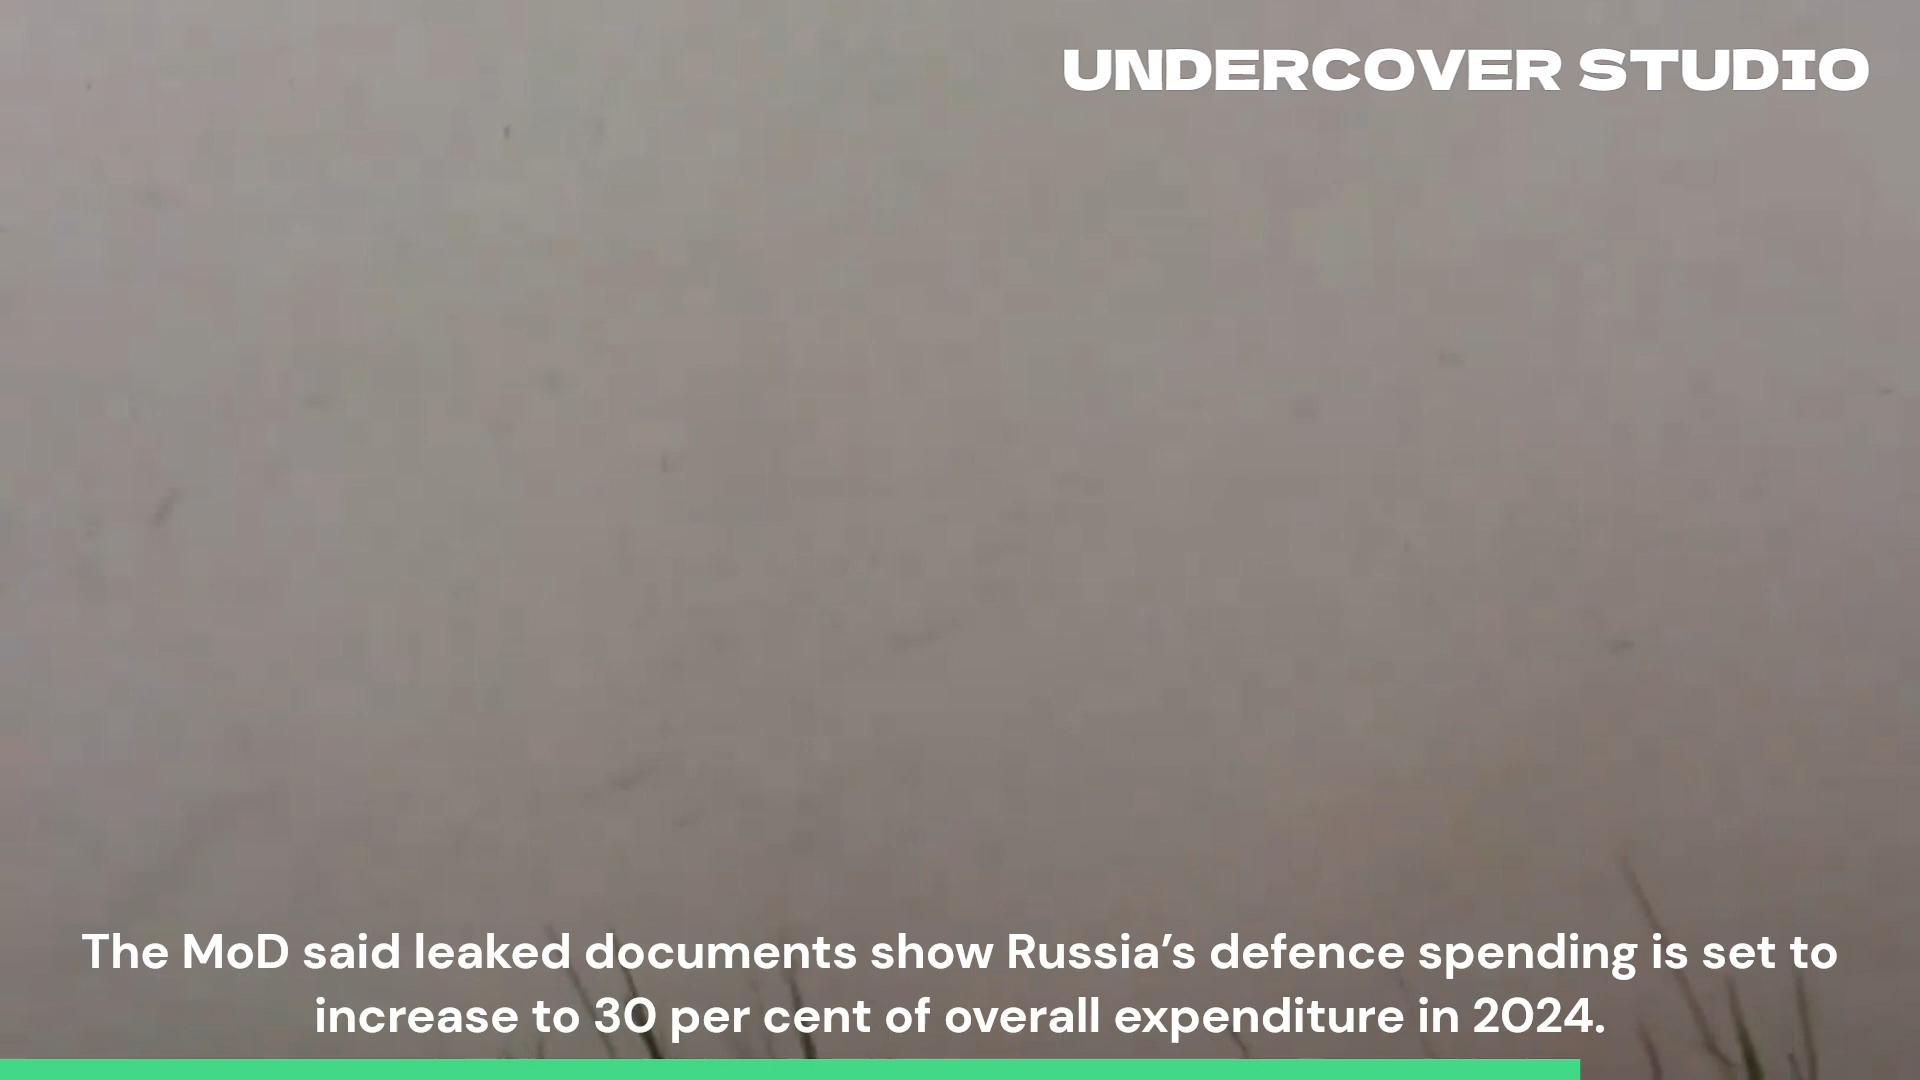 UNDERCOVER STUDIO
The MoD said leaked documents show Russia’s defence spending is set to
increase to 30 per cent of overall expenditure in 2024.